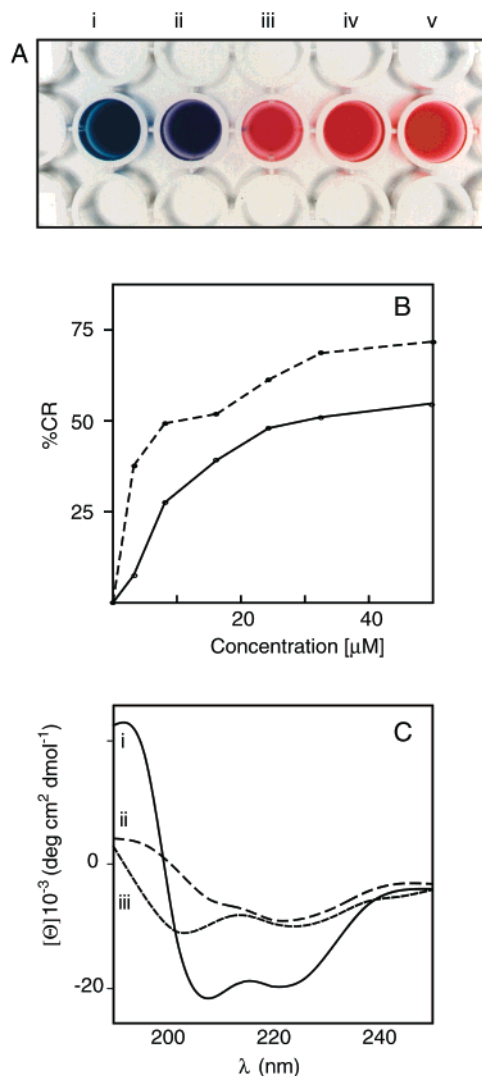 i ii iii iv v
A
B
75
50
25
%CR
20 40
Concentration [μM]
C
i
ii
iii
0
-20
[Θ]10⁻³ (deg cm² dmol⁻¹)
200 220 240
λ (nm)